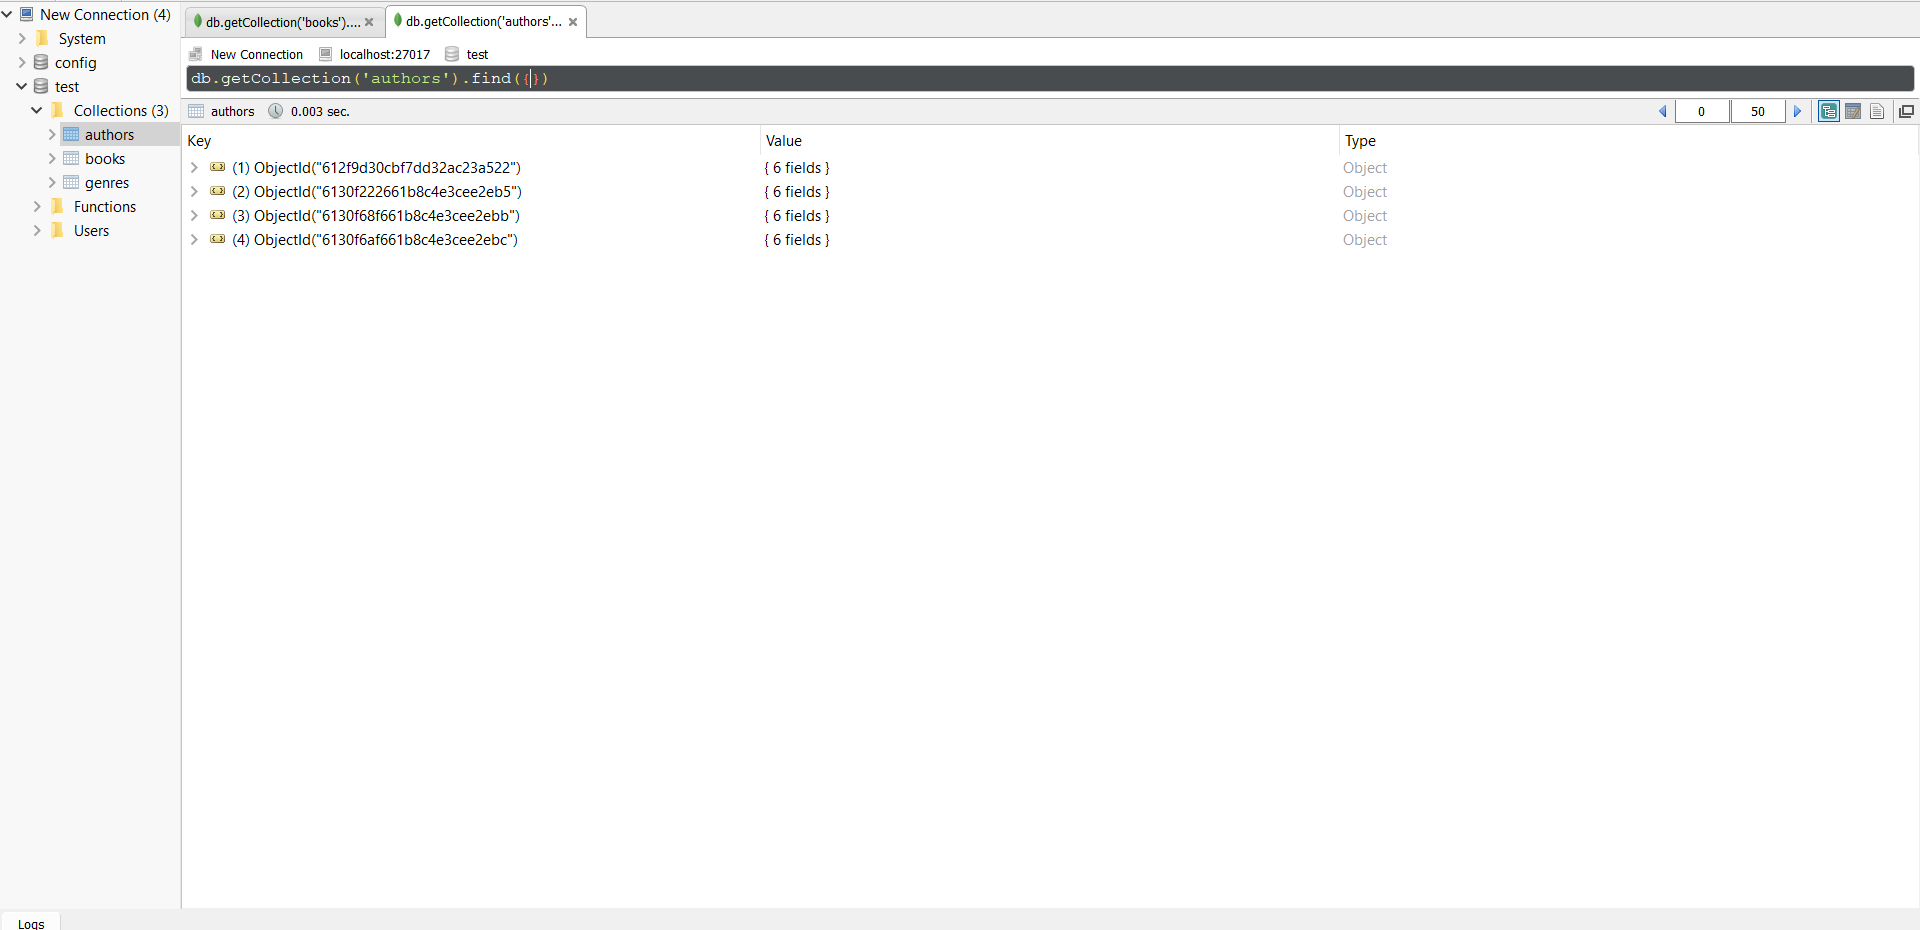 New Connection (4)
System
config
test
Collections (3)
authors
books
genres
Functions
Users
db.getCollection('books').... db.getCollection('authors'...
New Connection localhost:27017 test
db.getCollection('authors').find({})
authors 0.003 sec. 0 50
Key Value Type
(1) ObjectId("612f9d30cbf7dd32ac23a522") { 6 fields } Object
(2) ObjectId("6130f222661b8c4e3cee2eb5") { 6 fields } Object
(3) ObjectId("6130f68f661b8c4e3cee2ebb") { 6 fields } Object
(4) ObjectId("6130f6af661b8c4e3cee2ebc") { 6 fields } Object
Logs